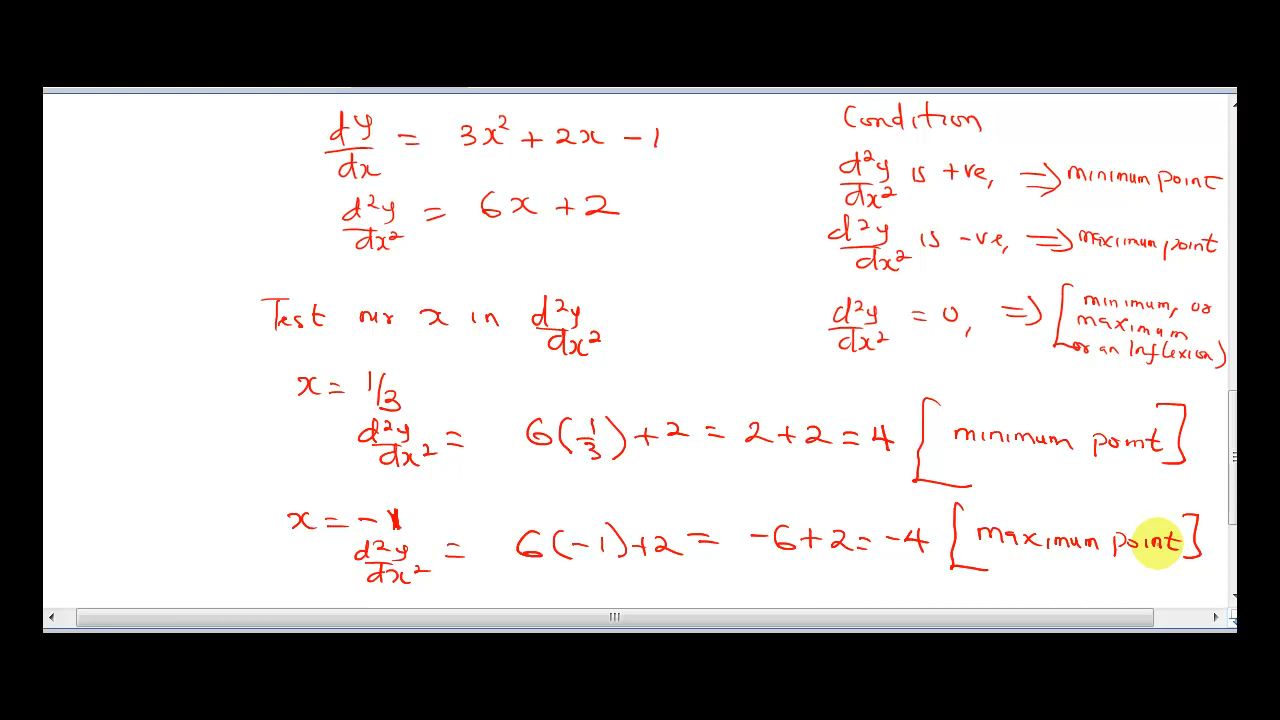 dy/dx = 3x² + 2x - 1
d²y/dx² = 6x + 2
Condition
d²y/dx² is +ve, ⇒ minimum point
d²y/dx² is -ve, ⇒ maximum point
d²y/dx² = 0, ⇒ [minimum, or
maximum
or an Inflexion)
Test our x in d²y/dx²
x = 1/3
d²y/dx² = 6(1/3) + 2 = 2 + 2 = 4 [minimum point]
x = -1
d²y/dx² = 6(-1) + 2 = -6 + 2 = -4 [maximum point]